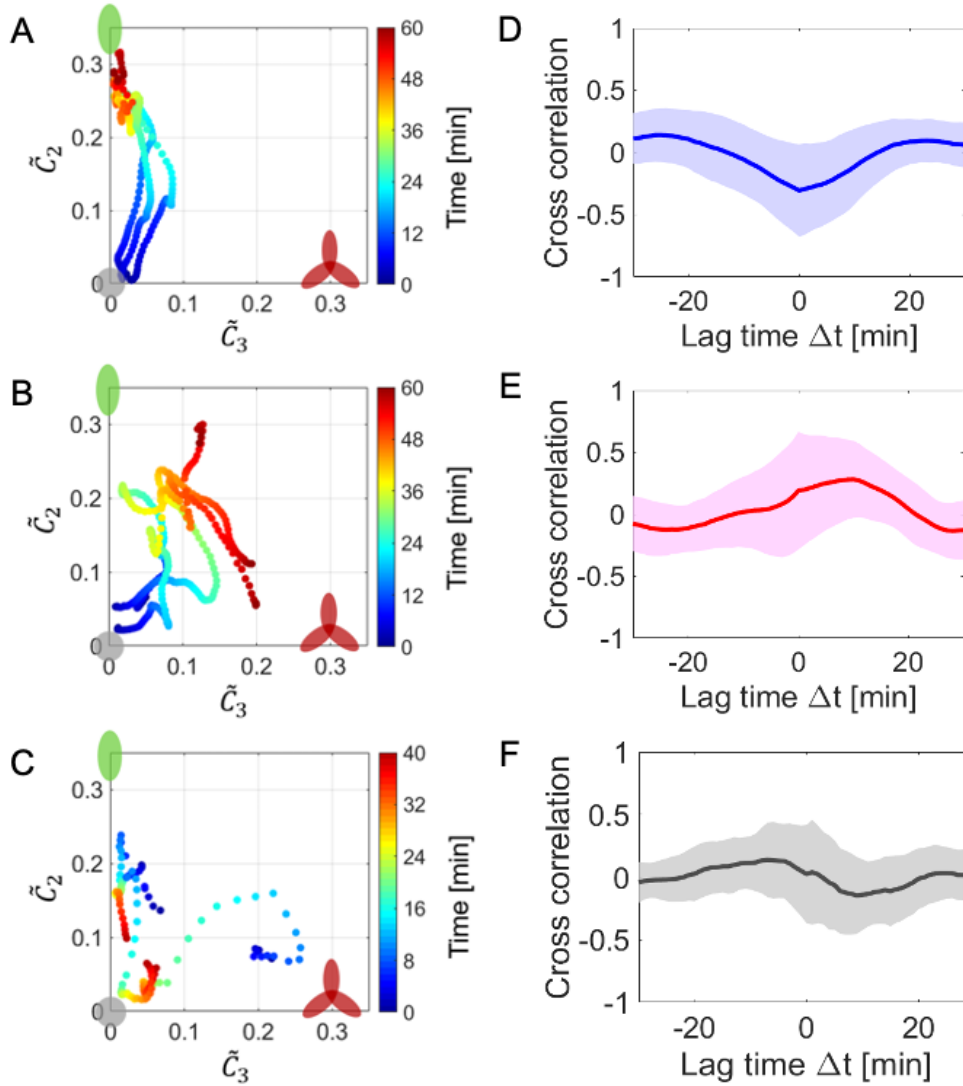 A
C̃2
0.3
0.2
0.1
0
0 0.1 0.2 0.3
C̃3
60
48
36
24
12
0
Time [min]
D
Cross correlation
1
0.5
0
-0.5
-1
-20 0 20
Lag time Δt [min]
B
C̃2
0.3
0.2
0.1
0
0 0.1 0.2 0.3
C̃3
60
48
36
24
12
0
Time [min]
E
Cross correlation
1
0.5
0
-0.5
-1
-20 0 20
Lag time Δt [min]
C
C̃2
0.3
0.2
0.1
0
0 0.1 0.2 0.3
C̃3
40
32
24
16
8
0
Time [min]
F
Cross correlation
1
0.5
0
-0.5
-1
-20 0 20
Lag time Δt [min]